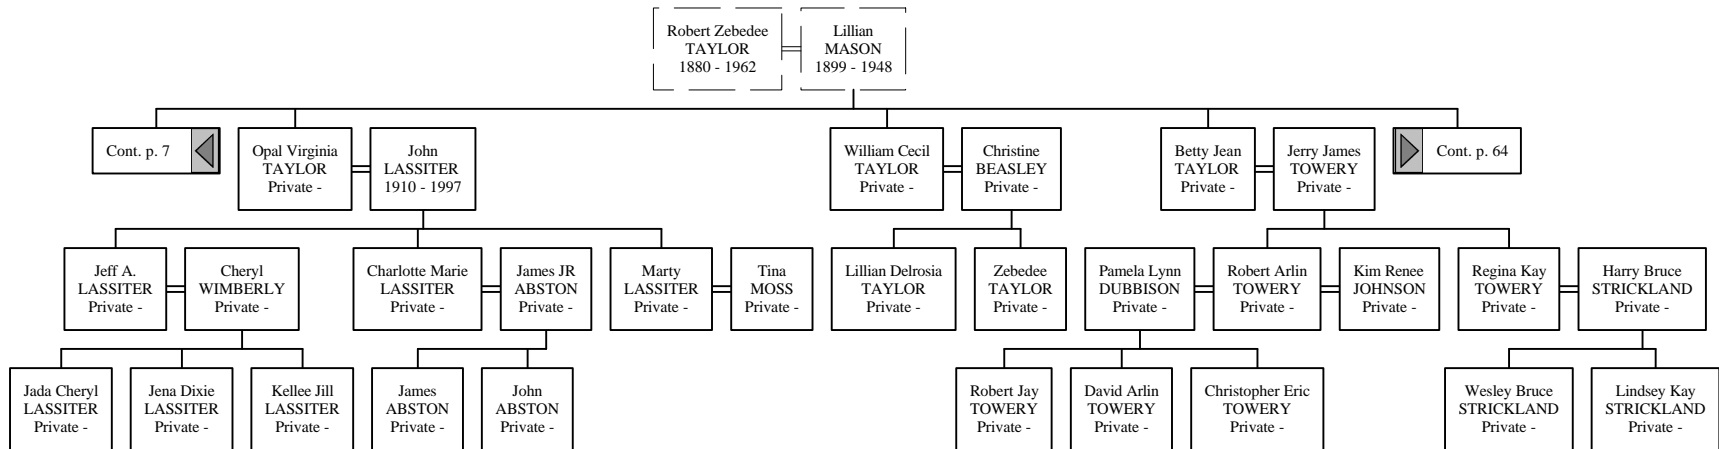 Robert Zebedee
TAYLOR
1880 - 1962
Lillian
MASON
1899 - 1948
Cont. p. 7
Opal Virginia
TAYLOR
Private -
John
LASSITER
1910 - 1997
William Cecil
TAYLOR
Private -
Christine
BEASLEY
Private -
Betty Jean
TAYLOR
Private -
Jerry James
TOWERY
Private -
Cont. p. 64
Jeff A.
LASSITER
Private -
Cheryl
WIMBERLY
Private -
Charlotte Marie
LASSITER
Private -
James JR
ABSTON
Private -
Marty
LASSITER
Private -
Tina
MOSS
Private -
Lillian Delrosia
TAYLOR
Private -
Zebedee
TAYLOR
Private -
Pamela Lynn
DUBBISON
Private -
Robert Arlin
TOWERY
Private -
Kim Renee
JOHNSON
Private -
Regina Kay
TOWERY
Private -
Harry Bruce
STRICKLAND
Private -
Jada Cheryl
LASSITER
Private -
Jena Dixie
LASSITER
Private -
Kellee Jill
LASSITER
Private -
James
ABSTON
Private -
John
ABSTON
Private -
Robert Jay
TOWERY
Private -
David Arlin
TOWERY
Private -
Christopher Eric
TOWERY
Private -
Wesley Bruce
STRICKLAND
Private -
Lindsey Kay
STRICKLAND
Private -